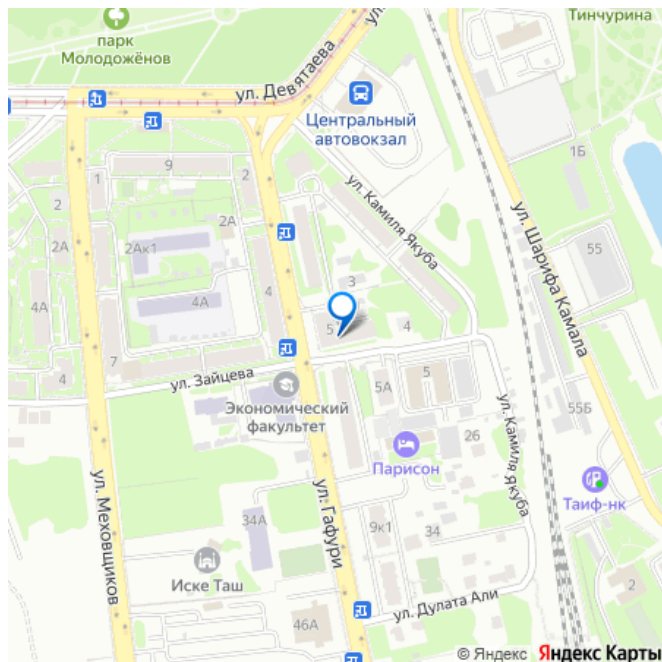 Тинчурина
парк
Молодожёнов
ул. Девятаева
Центральный
автовокзал
9
1
2
2
2А
2А
2Ак1
1Б
ул. Камиля Якуба
ул. Шарифа Камала
55
3
4
4А
4А
5
4
7
4
ул. Зайцева
5А
5
Экономический
факультет
55Б
26
ул. Камиля Якуба
Парисон
Таиф-нк
ул. Меховщиков
ул. Гафури
34А
9к1
34
Иске Таш
2
ул. Дулата Али
46А
© Яндекс Яндекс Карты